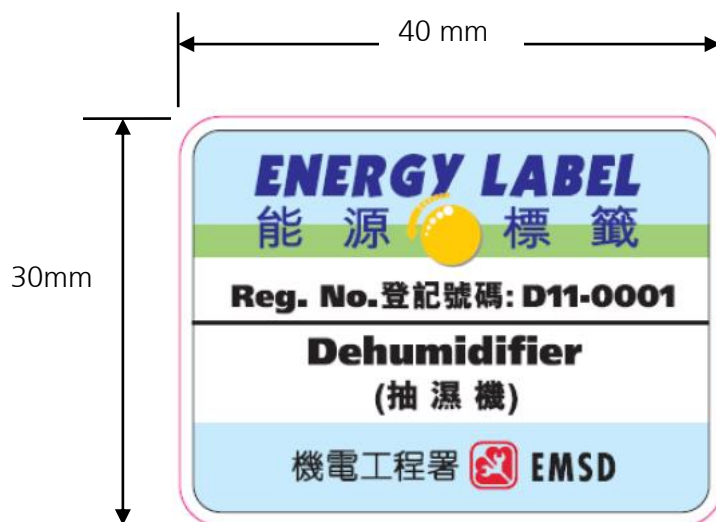 40 mm
30mm
ENERGY LABEL
能源標籤
Reg. No.登記號碼: D11-0001
Dehumidifier
(抽濕機)
機電工程署 EMSD